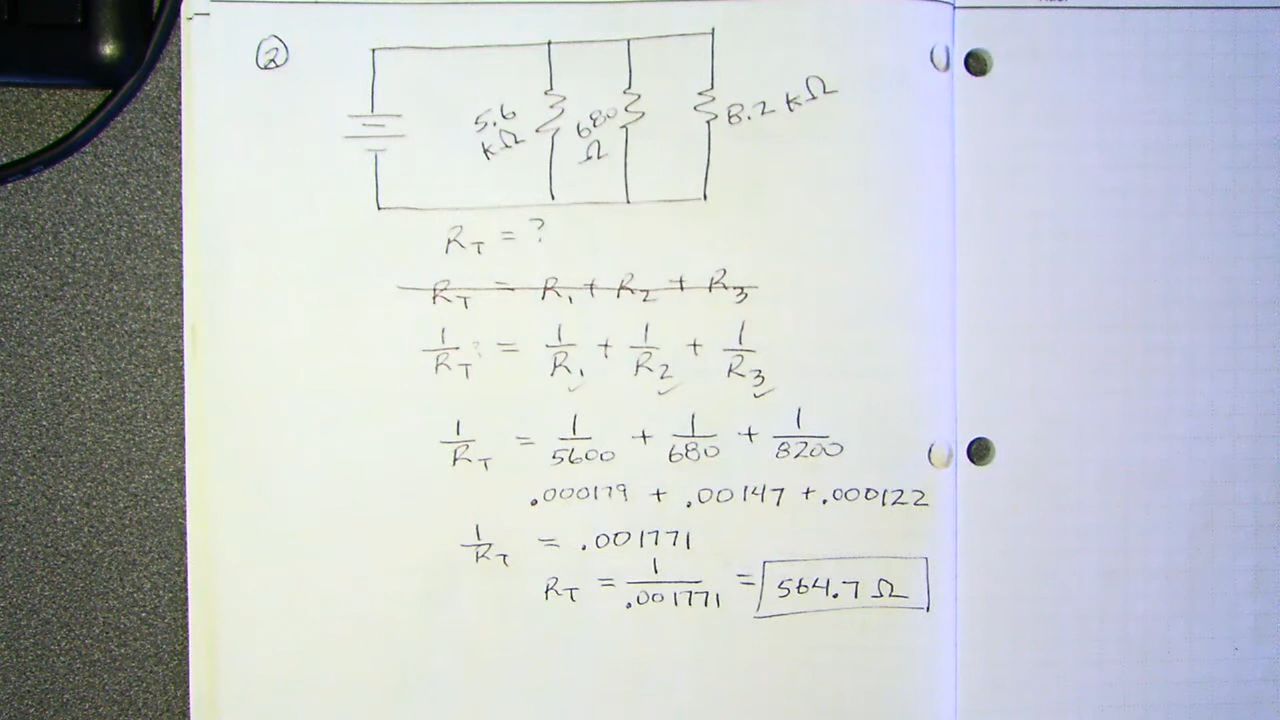 ②
5.6 kΩ 680 Ω 8.2 kΩ
R_T = ?
R_T = R_1 + R_2 + R_3
1/R_T ? = 1/R_1 + 1/R_2 + 1/R_3
1/R_T = 1/5600 + 1/680 + 1/8200
.000179 + .00147 + .000122
1/R_T = .001771
R_T = 1/.001771 = 564.7 Ω